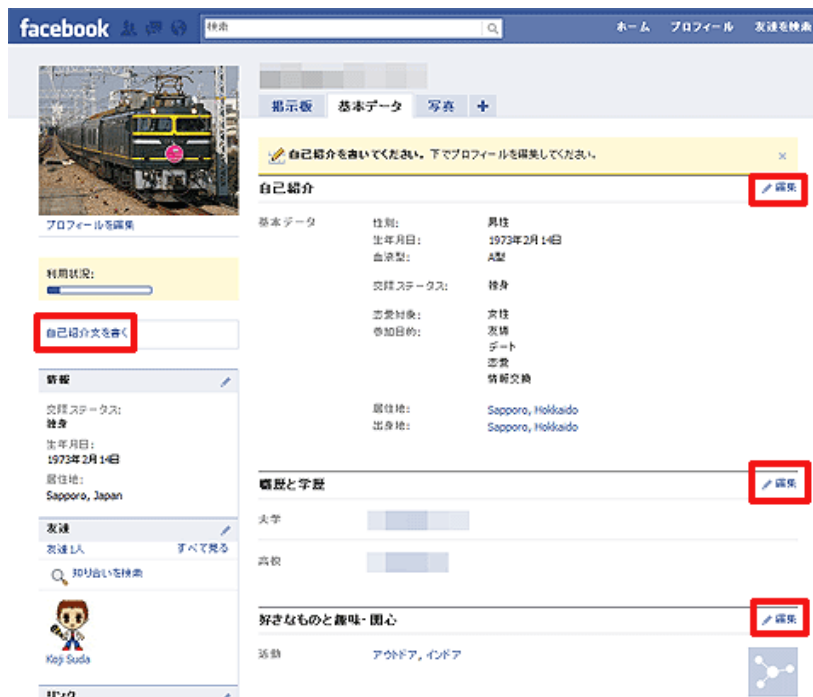 facebook
検索
ホーム プロフィール 友達を検索
掲示板 基本データ 写真 +
自己紹介を書いてください。下でプロフィールを編集してください。 ×
自己紹介 編集
プロフィールを編集
基本データ 性別: 男性
生年月日: 1973年2月14日
血液型: A型
交際ステータス: 独身
恋愛対象: 女性
参加目的: 友情
デート
恋愛
情報交換
居住地: Sapporo, Hokkaido
出身地: Sapporo, Hokkaido
利用状況:
自己紹介文を書く
情報
交際ステータス:
独身
生年月日:
1973年2月14日
居住地:
Sapporo, Japan
友達
友達1人 すべて見る
知り合いを検索
Koji Suda
リンク
職歴と学歴 編集
大学
高校
好きなものと趣味・関心 編集
活動 アウトドア, インドア